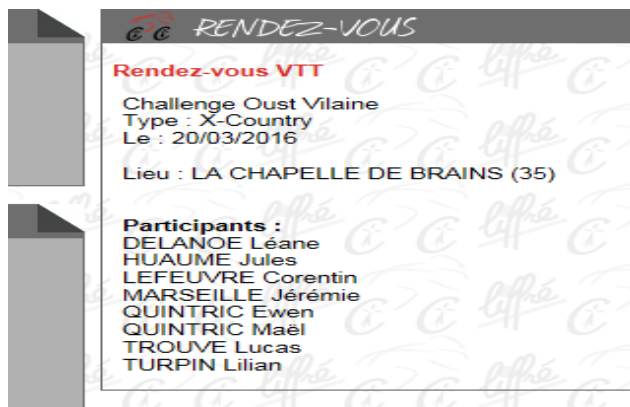 RENDEZ-VOUS
Rendez-vous VTT
Challenge Oust Vilaine
Type : X-Country
Le : 20/03/2016
Lieu : LA CHAPELLE DE BRAINS (35)
Participants :
DELANOE Léane
HUAUME Jules
LEFEUVRE Corentin
MARSEILLE Jérémie
QUINTRIC Ewen
QUINTRIC Maël
TROUVE Lucas
TURPIN Lilian